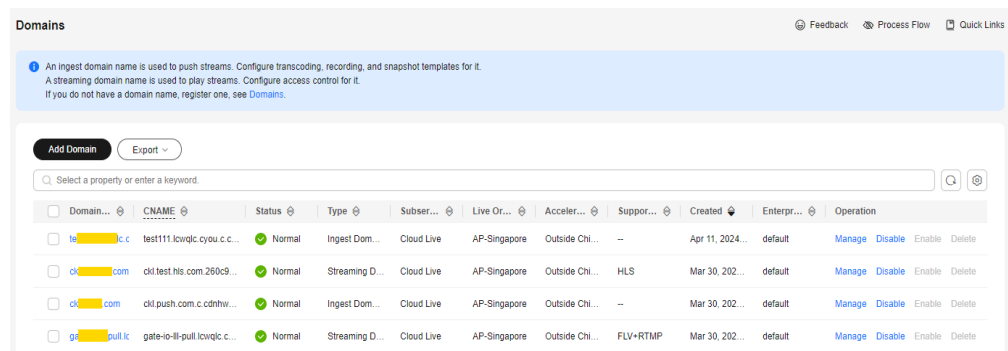 Domains
Feedback Process Flow Quick Links
An ingest domain name is used to push streams. Configure transcoding, recording, and snapshot templates for it.
A streaming domain name is used to play streams. Configure access control for it.
If you do not have a domain name, register one, see Domains.
Add Domain Export
Select a property or enter a keyword.
Domain... CNAME Status Type Subser... Live Or... Acceler... Suppor... Created Enterpr... Operation
te lc.c test111.lcwqlc.cyou.c.c... Normal Ingest Dom... Cloud Live AP-Singapore Outside Chi... -- Apr 11, 2024... default Manage Disable Enable Delete
ckl com ckl.test.hls.com.260c9... Normal Streaming D... Cloud Live AP-Singapore Outside Chi... HLS Mar 30, 202... default Manage Disable Enable Delete
ck .com ckl.push.com.c.cdnhw... Normal Ingest Dom... Cloud Live AP-Singapore Outside Chi... -- Mar 30, 202... default Manage Disable Enable Delete
ga pull.lc gate-io-lll-pull.lcwqlc.c... Normal Streaming D... Cloud Live AP-Singapore Outside Chi... FLV+RTMP Mar 30, 202... default Manage Disable Enable Delete